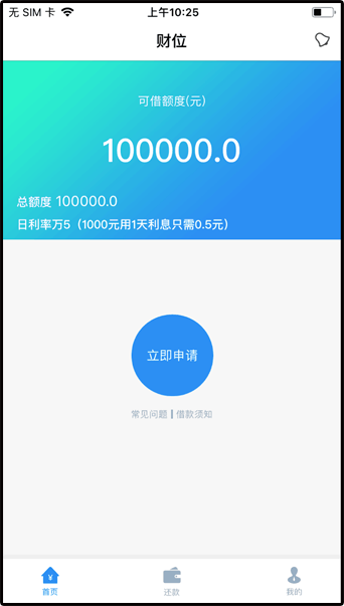 无 SIM 卡 上午10:25
财位
可借额度(元)
100000.0
总额度 100000.0
日利率万5（1000元用1天利息只需0.5元）
立即申请
常见问题 | 借款须知
¥
首页 还款 我的